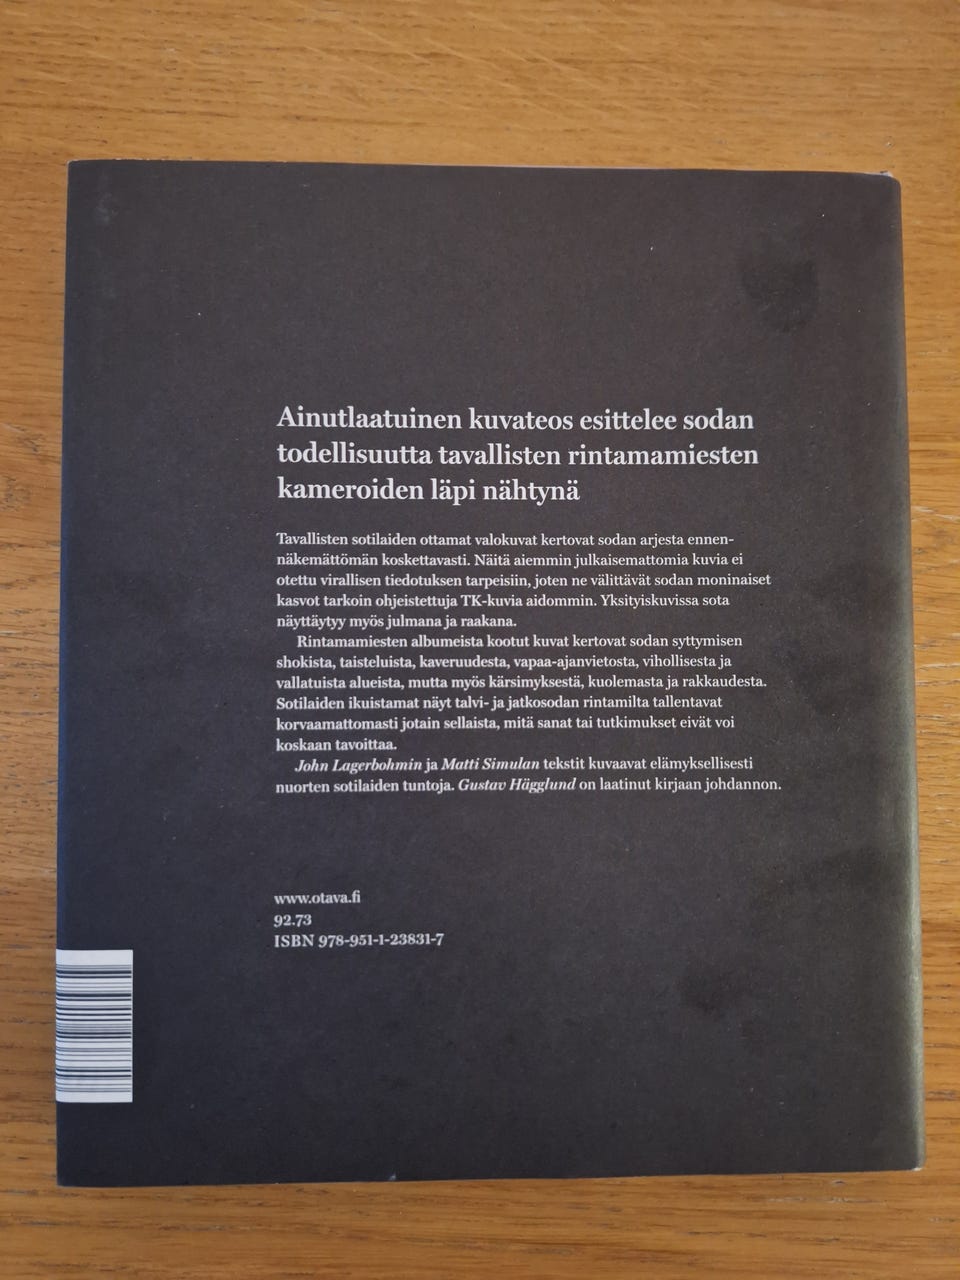 Ainutlaatuinen kuvateos esittelee sodan
todellisuutta tavallisten rintamamiesten
kameroiden läpi nähtynä
Tavallisten sotilaiden ottamat valokuvat kertovat sodan arjesta ennen-
näkemättömän koskettavasti. Näitä aiemmin julkaisemattomia kuvia ei
otettu virallisen tiedotuksen tarpeisiin, joten ne välittävät sodan moninaiset
kasvot tarkoin ohjeistettuja TK-kuvia aidommin. Yksityiskuvissa sota
näyttäytyy myös julmana ja raakana.
Rintamamiesten albumeista kootut kuvat kertovat sodan syttymisen
shokista, taisteluista, kaveruudesta, vapaa-ajanvietosta, vihollisesta ja
vallatuista alueista, mutta myös kärsimyksestä, kuolemasta ja rakkaudesta.
Sotilaiden ikuistamat näyt talvi- ja jatkosodan rintamilta tallentavat
korvaamattomasti jotain sellaista, mitä sanat tai tutkimukset eivät voi
koskaan tavoittaa.
John Lagerbohmin ja Matti Simulan tekstit kuvaavat elämyksellisesti
nuorten sotilaiden tuntoja. Gustav Hägglund on laatinut kirjaan johdannon.
www.otava.fi
92.73
ISBN 978-951-1-23831-7